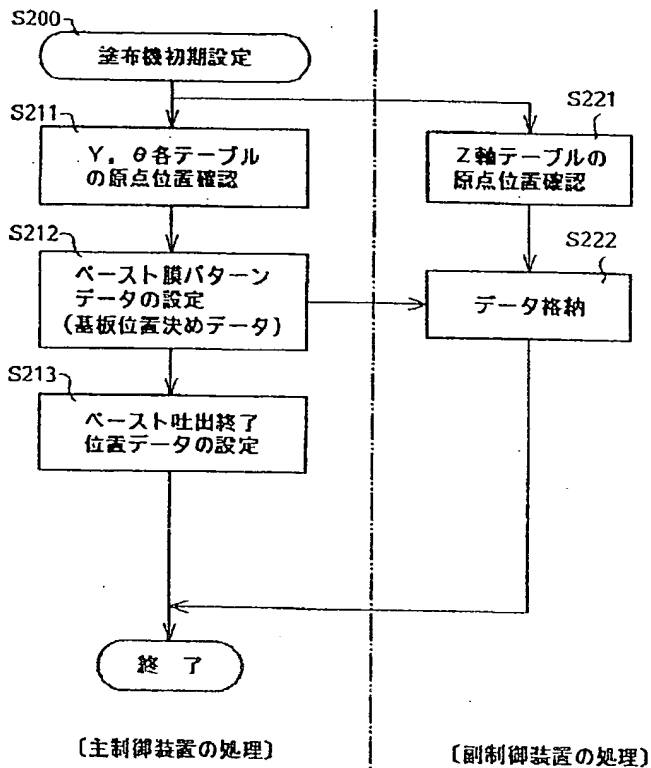 S200
塗布機初期設定
S211
Y，θ各テーブル
の原点位置確認
S221
Z軸テーブルの
原点位置確認
S212
ペースト膜パターン
データの設定
(基板位置決めデータ)
S222
データ格納
S213
ペースト吐出終了
位置データの設定
終 了
〔主制御装置の処理〕
〔副制御装置の処理〕